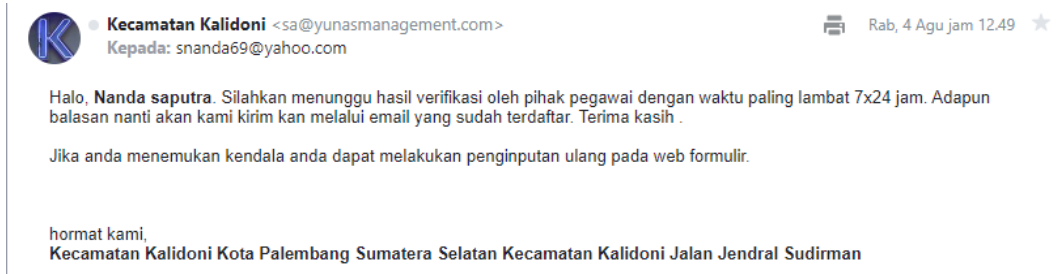 Kecamatan Kalidoni <sa@yunasmanagement.com>
Rab, 4 Agu jam 12.49
Kepada: snanda69@yahoo.com
K
Halo, Nanda saputra. Silahkan menunggu hasil verifikasi oleh pihak pegawai dengan waktu paling lambat 7x24 jam. Adapun
balasan nanti akan kami kirim kan melalui email yang sudah terdaftar. Terima kasih .
Jika anda menemukan kendala anda dapat melakukan penginputan ulang pada web formulir.
hormat kami,
Kecamatan Kalidoni Kota Palembang Sumatera Selatan Kecamatan Kalidoni Jalan Jendral Sudirman